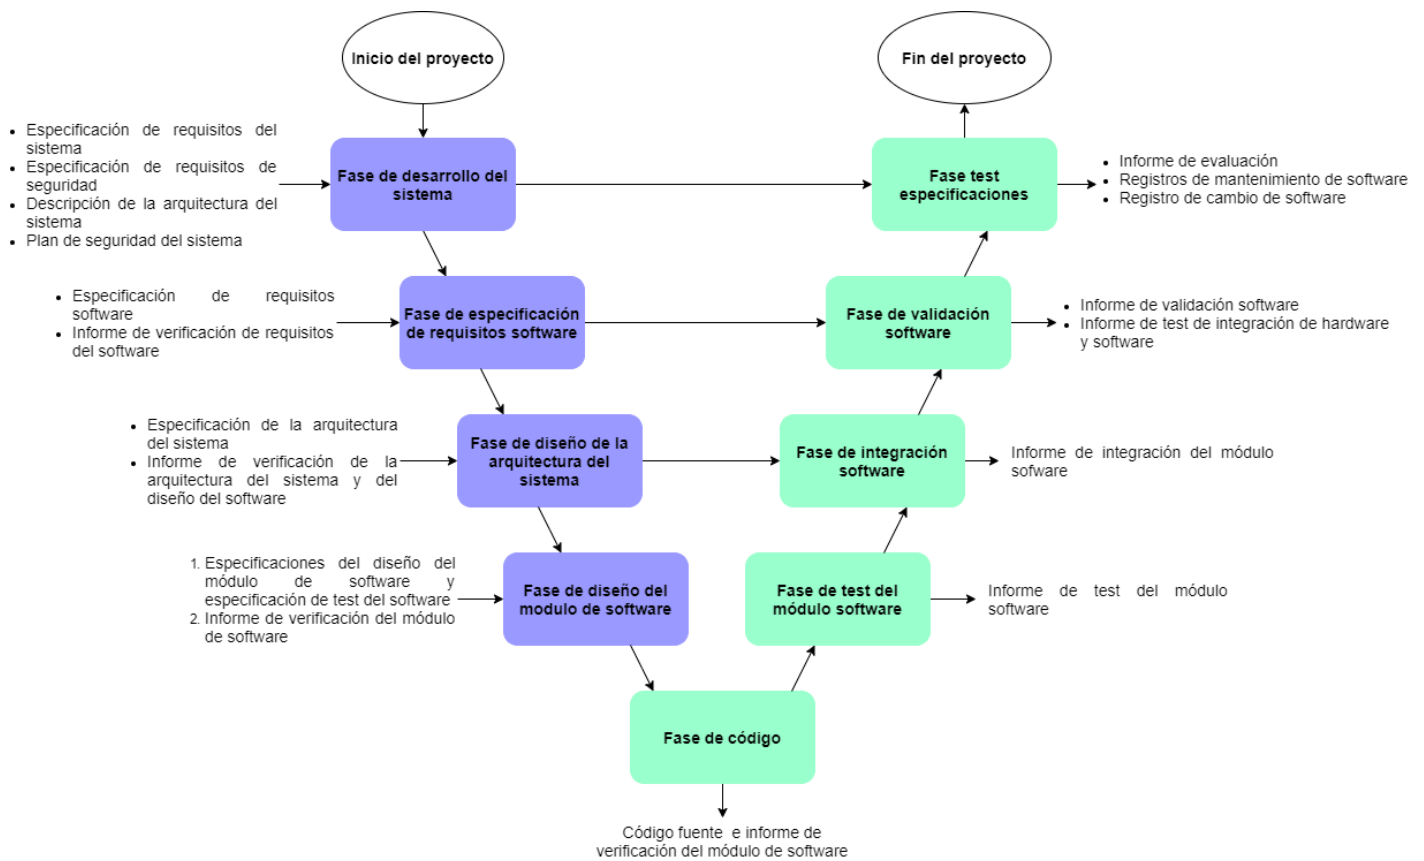 Inicio del proyecto
Fin del proyecto
• Especificación de requisitos del
sistema
• Especificación de requisitos de
seguridad
• Descripción de la arquitectura del
sistema
• Plan de seguridad del sistema
Fase de desarrollo del
sistema
Fase test
especificaciones
• Informe de evaluación
• Registros de mantenimiento de software
• Registro de cambio de software
• Especificación de requisitos
software
• Informe de verificación de requisitos
del software
Fase de especificación
de requisitos software
Fase de validación
software
• Informe de validación software
• Informe de test de integración de hardware
y software
• Especificación de la arquitectura
del sistema
• Informe de verificación de la
arquitectura del sistema y del
diseño del software
Fase de diseño de la
arquitectura del
sistema
Fase de integración
software
Informe de integración del módulo
sofware
1. Especificaciones del diseño del
módulo de software y
especificación de test del software
2. Informe de verificación del módulo
de software
Fase de diseño del
modulo de software
Fase de test del
módulo software
Informe de test del módulo
software
Fase de código
Código fuente e informe de
verificación del módulo de software